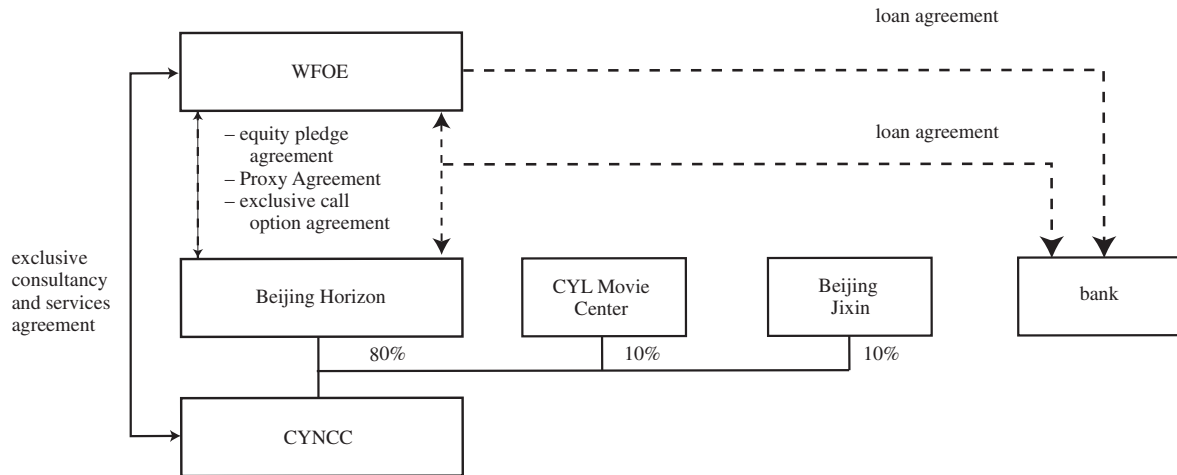 loan agreement
WFOE
– equity pledge
agreement
– Proxy Agreement
– exclusive call
option agreement
loan agreement
exclusive
consultancy
and services
agreement
Beijing Horizon
CYL Movie
Center
Beijing
Jixin
bank
80%
10%
10%
CYNCC